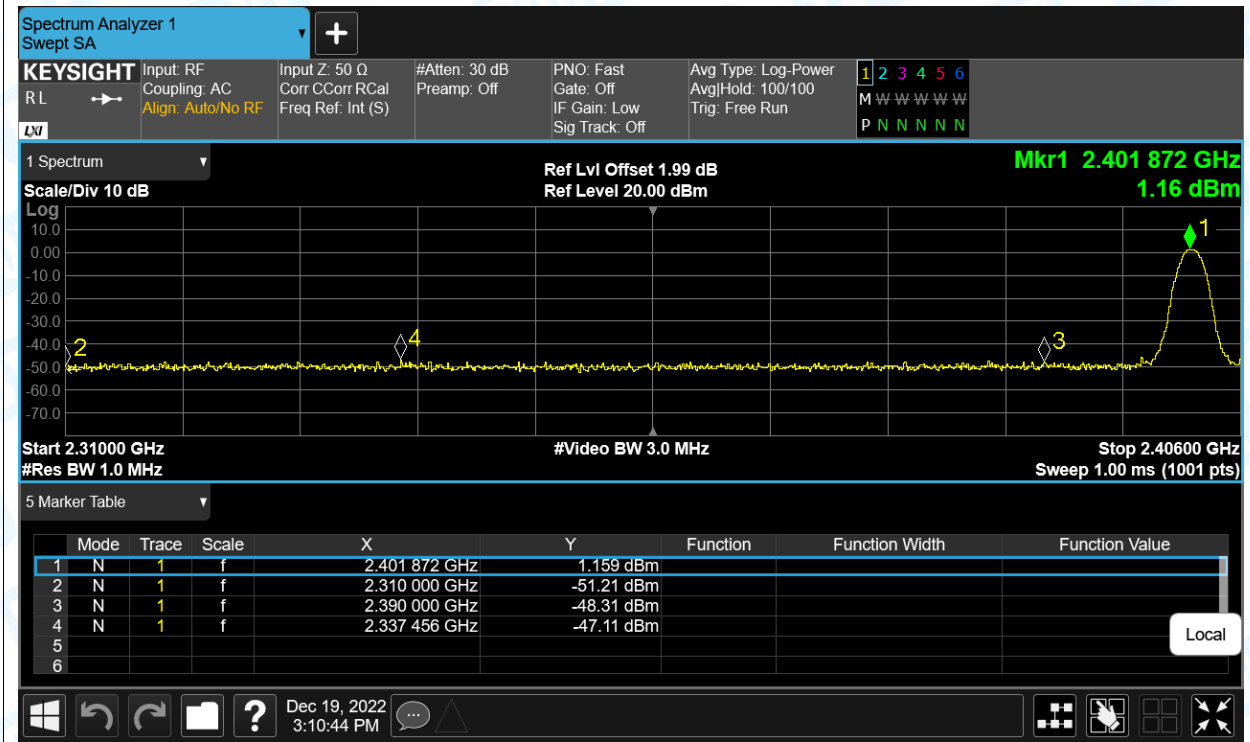 Spectrum Analyzer 1
Swept SA
+
KEYSIGHT
R L
LXI
Input: RF
Coupling: AC
Align: Auto/No RF
Input Z: 50 Ω
Corr CCorr RCal
Freq Ref: Int (S)
#Atten: 30 dB
Preamp: Off
PNO: Fast
Gate: Off
IF Gain: Low
Sig Track: Off
Avg Type: Log-Power
Avg|Hold: 100/100
Trig: Free Run
1 2 3 4 5 6
M W W W W W
P N N N N N
1 Spectrum
Scale/Div 10 dB
Ref Lvl Offset 1.99 dB
Ref Level 20.00 dBm
Mkr1 2.401 872 GHz
1.16 dBm
Log
10.0
0.00
-10.0
-20.0
-30.0
-40.0
-50.0
-60.0
-70.0
1
2
4
3
Start 2.31000 GHz
#Video BW 3.0 MHz
Stop 2.40600 GHz
#Res BW 1.0 MHz
Sweep 1.00 ms (1001 pts)
5 Marker Table
Mode Trace Scale X Y Function Function Width Function Value
1 N 1 f 2.401 872 GHz 1.159 dBm
2 N 1 f 2.310 000 GHz -51.21 dBm
3 N 1 f 2.390 000 GHz -48.31 dBm
4 N 1 f 2.337 456 GHz -47.11 dBm
5
6
Local
?
Dec 19, 2022
3:10:44 PM